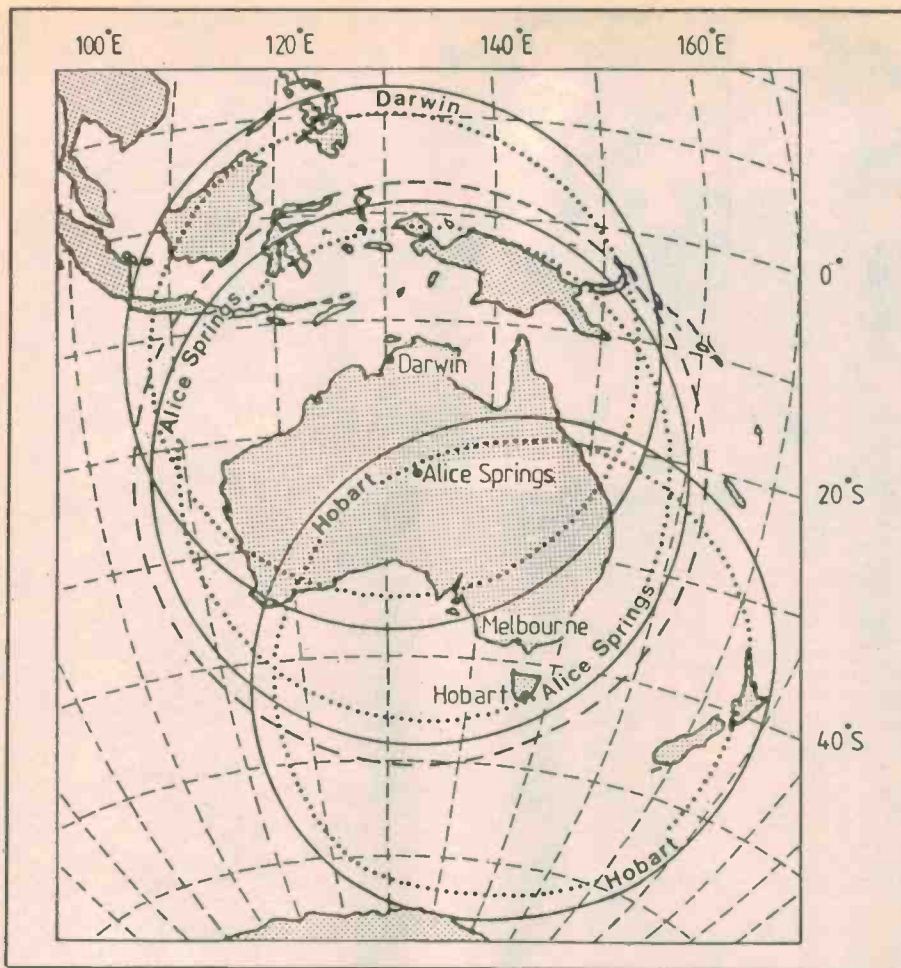 100°E 120°E 140°E 160°E
Darwin
0°
Alice Springs
Darwin
Hobart
Alice Springs
20°S
Melbourne
Alice Springs
Hobart
40°S
Hobart